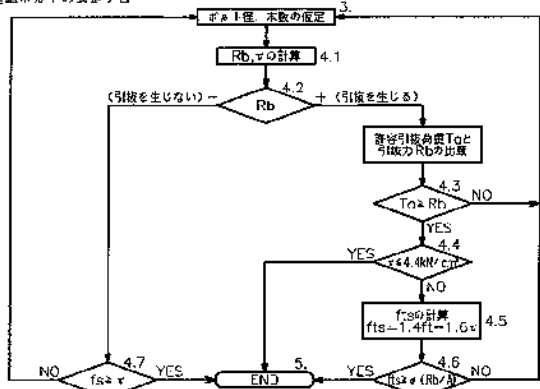 ボルト径、本数の仮定
3.
Rb,τの計算
4.1
4.2
(引抜を生じない) −
Rb
+ (引抜を生じる)
許容引抜荷重Taと
引抜力Rbの比較
4.3
Ta≧Rb
NO
YES
4.4
YES
τ≦4.4kN/cm²
NO
ftsの計算
fts=1.4ft−1.6τ
4.5
4.7
NO
fs≧τ
YES
5.
END
YES
4.6
fts≧σ(Rb/A)
NO